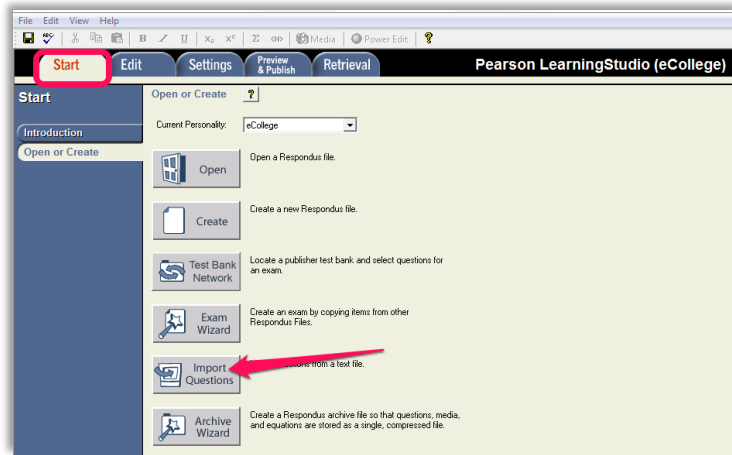 File Edit View Help
ABC
B I U X₂ X² Σ <H> Media Power Edit ?
Start Edit Settings Preview & Publish Retrieval Pearson LearningStudio (eCollege)
Start
Introduction
Open or Create
Open or Create ?
Current Personality: eCollege
Open
Open a Respondus file.
Create
Create a new Respondus file.
Test Bank Network
Locate a publisher test bank and select questions for
an exam.
Exam Wizard
Create an exam by copying items from other
Respondus Files.
Import Questions
from a text file.
Archive Wizard
Create a Respondus archive file so that questions, media,
and equations are stored as a single, compressed file.